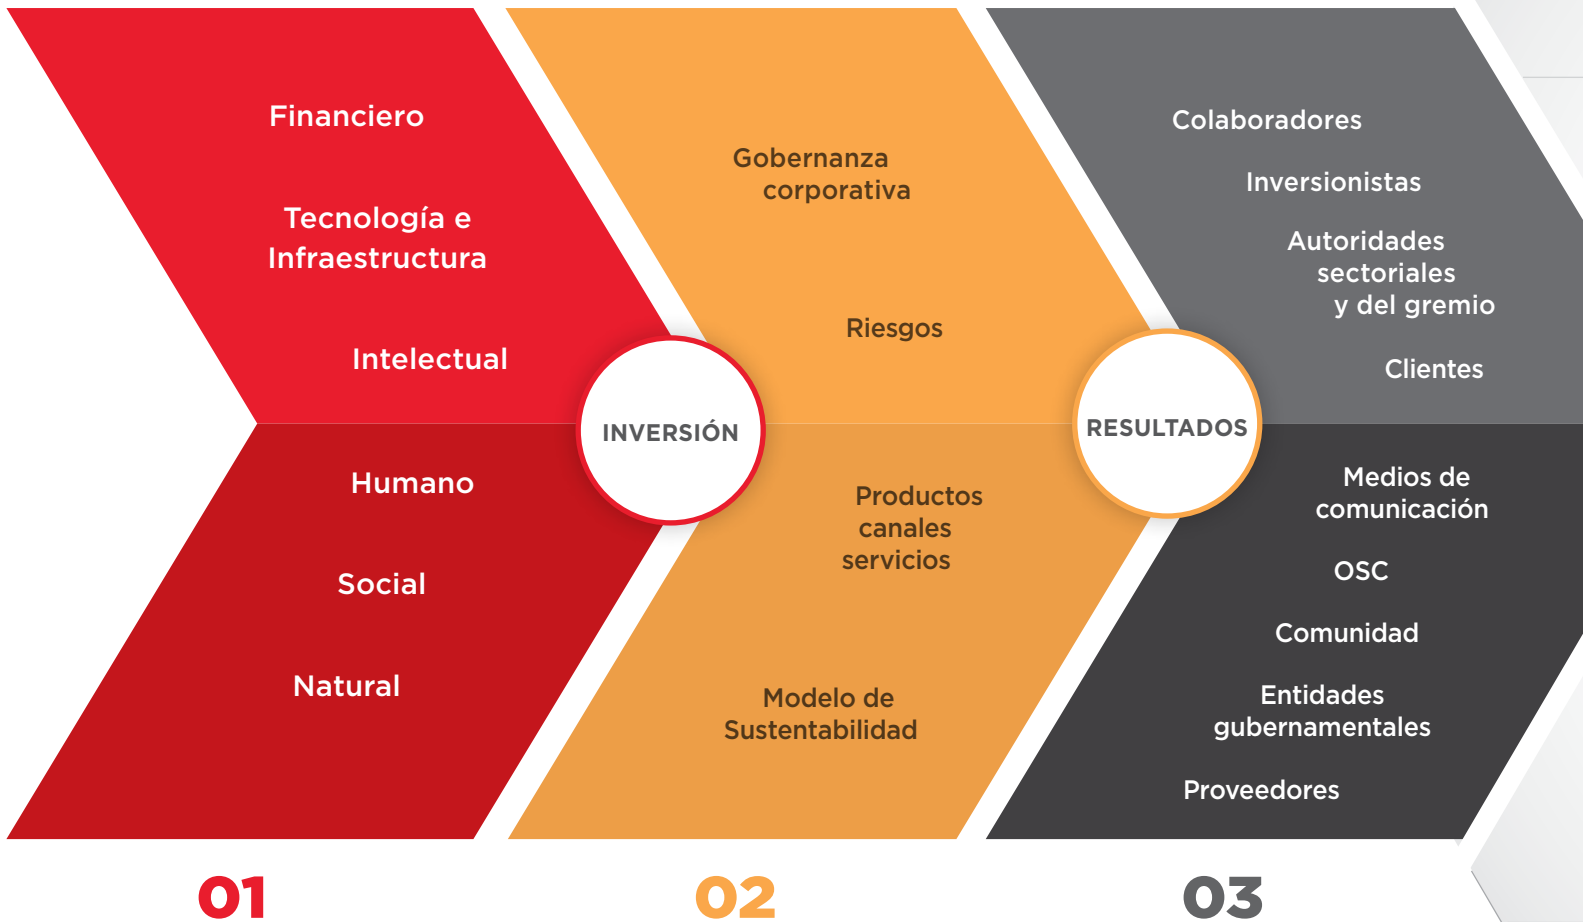 Financiero
Tecnología e
Infraestructura
Intelectual
Humano
Social
Natural
INVERSIÓN
Gobernanza
corporativa
Riesgos
Productos
canales
servicios
Modelo de
Sustentabilidad
RESULTADOS
Colaboradores
Inversionistas
Autoridades
sectoriales
y del gremio
Clientes
Medios de
comunicación
OSC
Comunidad
Entidades
gubernamentales
Proveedores
01
02
03